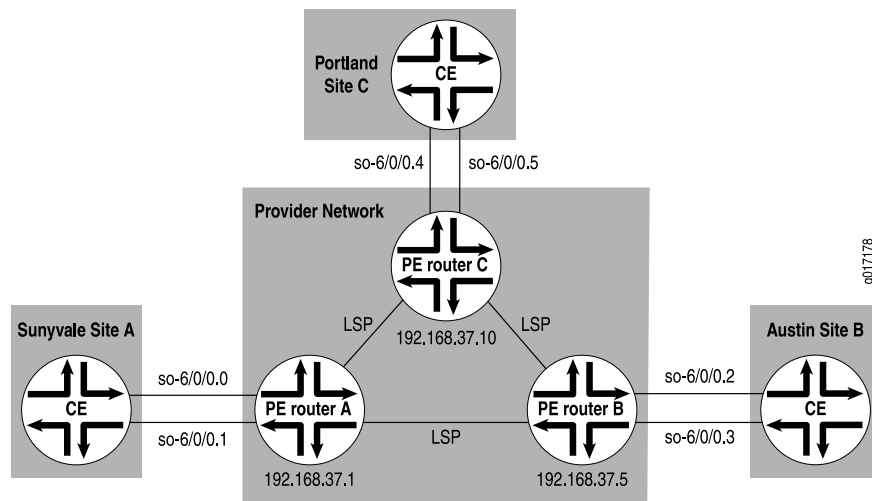 Portland
Site C
CE
so-6/0/0.4
so-6/0/0.5
Provider Network
PE router C
192.168.37.10
g017178
Sunyvale Site A
CE
so-6/0/0.0
so-6/0/0.1
LSP
LSP
PE router A
192.168.37.1
LSP
PE router B
192.168.37.5
Austin Site B
so-6/0/0.2
so-6/0/0.3
CE